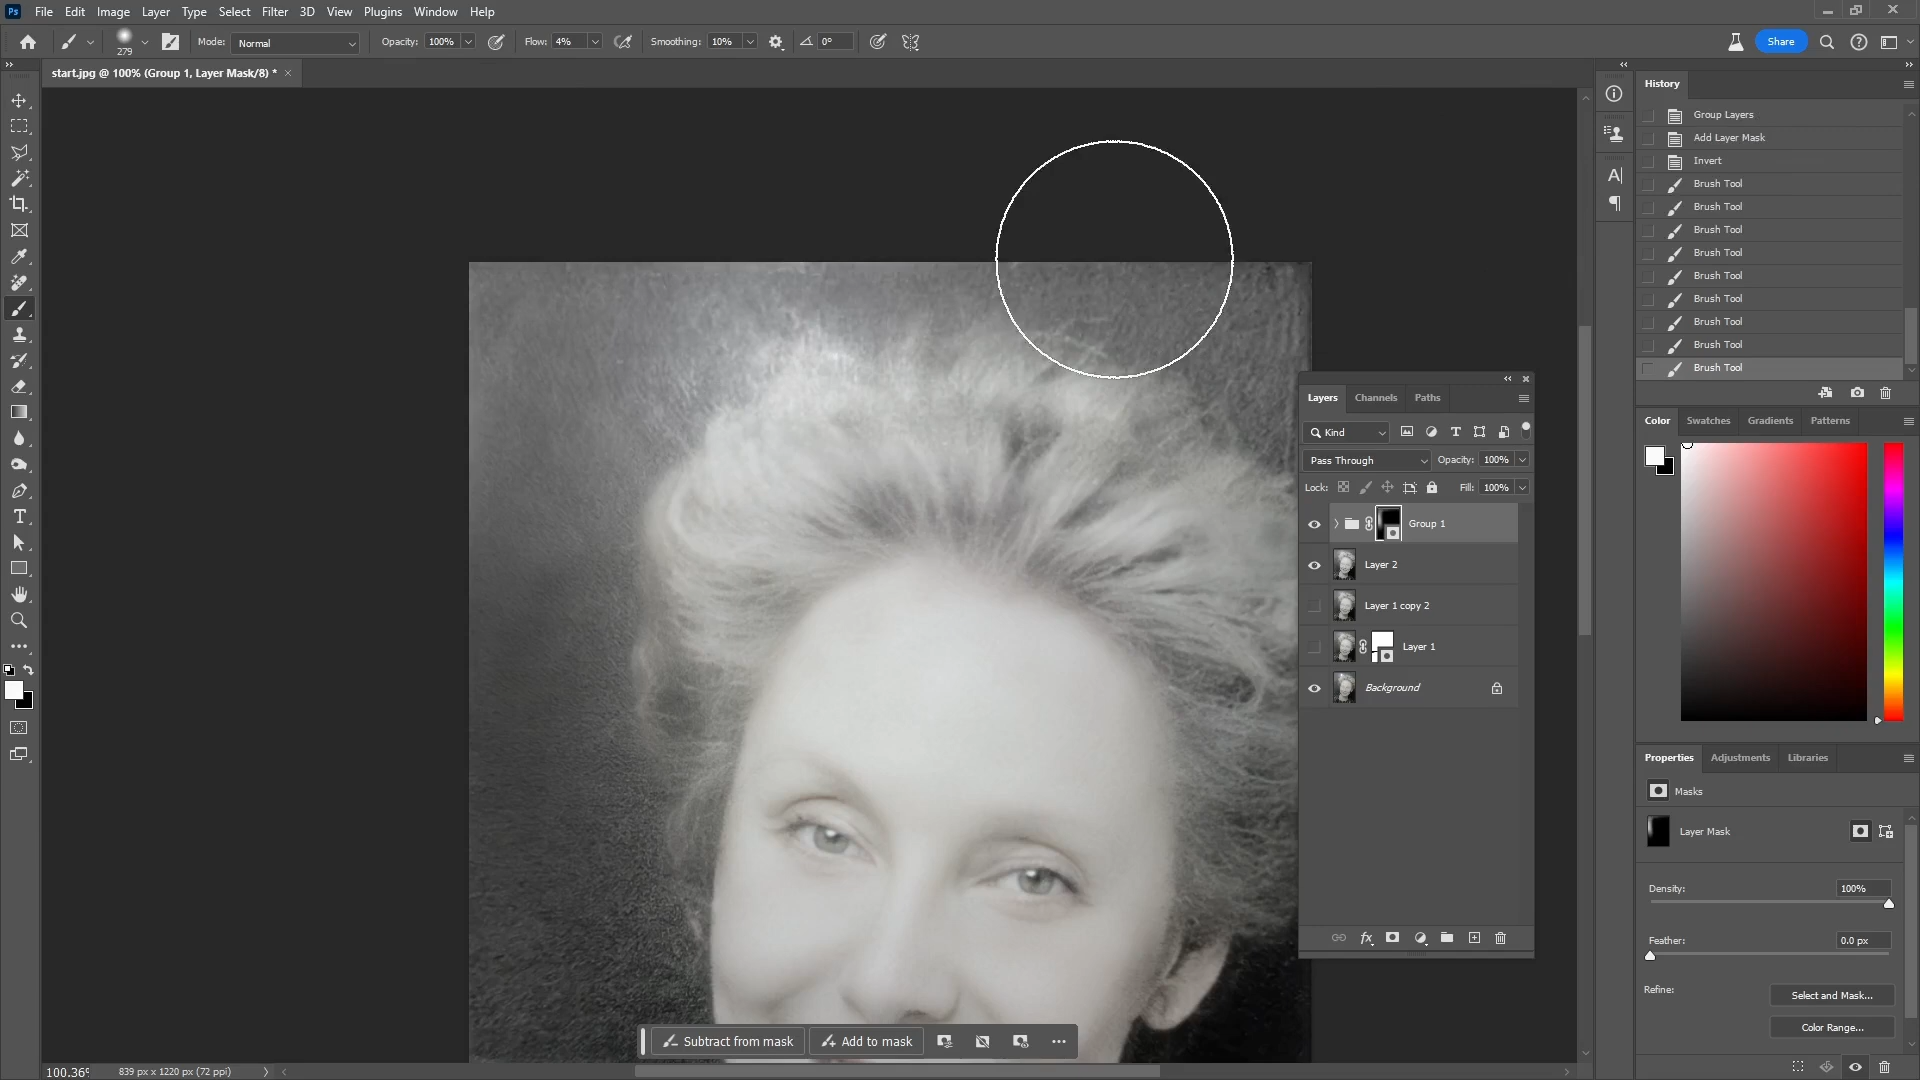 Ps File Edit Image Layer Type Select Filter 3D View Plugins Window Help
279 Mode: Normal Opacity: 100% Flow: 4% Smoothing: 10% 0° Share
start.jpg @ 100% (Group 1, Layer Mask/8) *
History
Group Layers
Add Layer Mask
Invert
Brush Tool
Brush Tool
Brush Tool
Brush Tool
Brush Tool
Brush Tool
Brush Tool
Brush Tool
Brush Tool
Layers Channels Paths
Kind
Pass Through Opacity: 100%
Lock: Fill: 100%
Group 1
Layer 2
Layer 1 copy 2
Layer 1
Background
fx
Color Swatches Gradients Patterns
Properties Adjustments Libraries
Masks
Layer Mask
Density: 100%
Feather: 0.0 px
Refine: Select and Mask...
Color Range...
Subtract from mask Add to mask
100.36% 839 px x 1220 px (72 ppi)